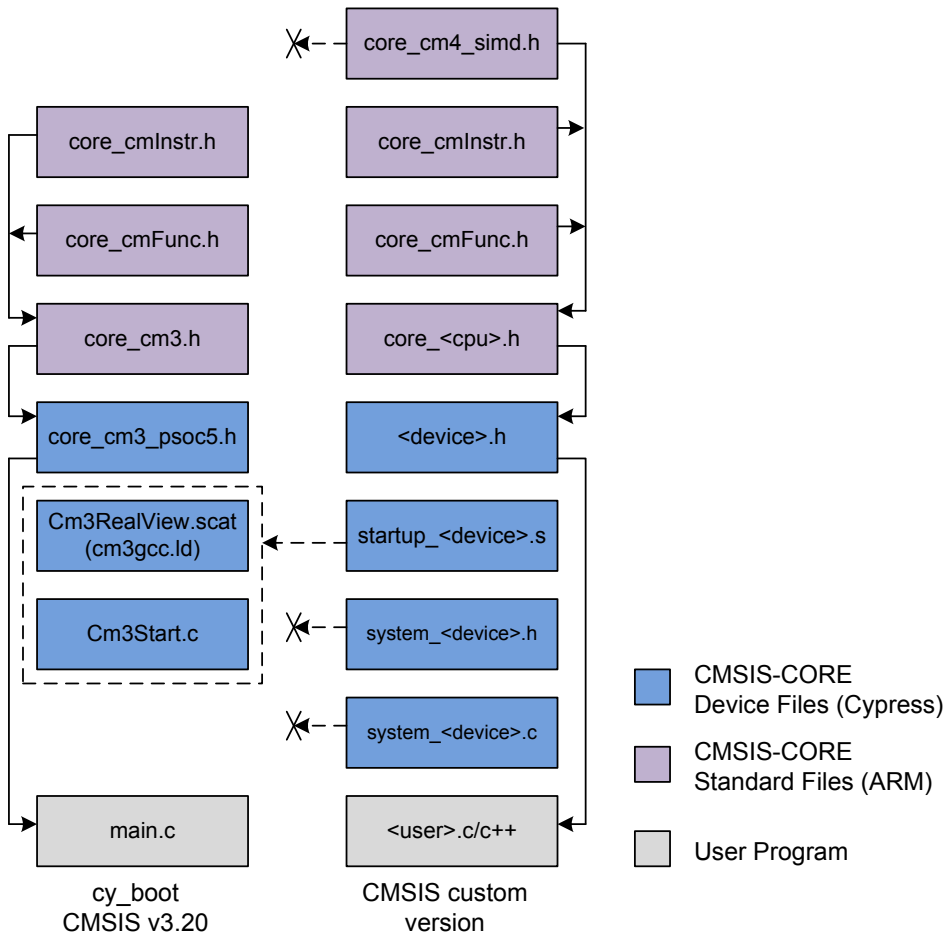 core_cm4_simd.h
core_cmInstr.h
core_cmInstr.h
core_cmFunc.h
core_cmFunc.h
core_cm3.h
core_<cpu>.h
core_cm3_psoc5.h
<device>.h
Cm3RealView.scat
(cm3gcc.ld)
startup_<device>.s
Cm3Start.c
system_<device>.h
system_<device>.c
main.c
<user>.c/c++
cy_boot
CMSIS v3.20
CMSIS custom
version
CMSIS-CORE
Device Files (Cypress)
CMSIS-CORE
Standard Files (ARM)
User Program